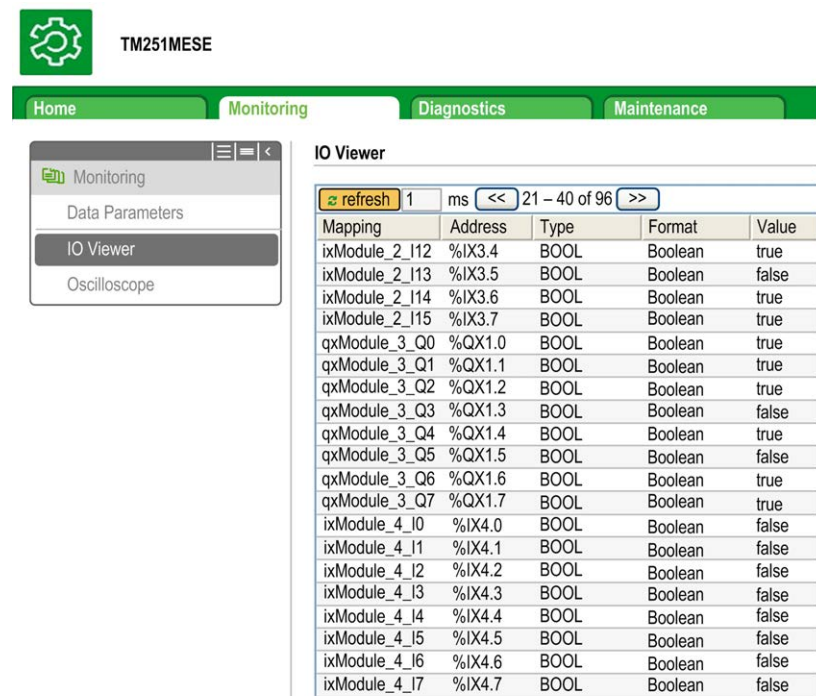 TM251MESE
Home Monitoring Diagnostics Maintenance
Monitoring
Data Parameters
IO Viewer
Oscilloscope
IO Viewer
refresh 1 ms << 21 – 40 of 96 >>
Mapping Address Type Format Value
ixModule_2_I12 %IX3.4 BOOL Boolean true
ixModule_2_I13 %IX3.5 BOOL Boolean false
ixModule_2_I14 %IX3.6 BOOL Boolean true
ixModule_2_I15 %IX3.7 BOOL Boolean true
qxModule_3_Q0 %QX1.0 BOOL Boolean true
qxModule_3_Q1 %QX1.1 BOOL Boolean true
qxModule_3_Q2 %QX1.2 BOOL Boolean true
qxModule_3_Q3 %QX1.3 BOOL Boolean false
qxModule_3_Q4 %QX1.4 BOOL Boolean true
qxModule_3_Q5 %QX1.5 BOOL Boolean false
qxModule_3_Q6 %QX1.6 BOOL Boolean true
qxModule_3_Q7 %QX1.7 BOOL Boolean true
ixModule_4_I0 %IX4.0 BOOL Boolean false
ixModule_4_I1 %IX4.1 BOOL Boolean false
ixModule_4_I2 %IX4.2 BOOL Boolean false
ixModule_4_I3 %IX4.3 BOOL Boolean false
ixModule_4_I4 %IX4.4 BOOL Boolean false
ixModule_4_I5 %IX4.5 BOOL Boolean false
ixModule_4_I6 %IX4.6 BOOL Boolean false
ixModule_4_I7 %IX4.7 BOOL Boolean false